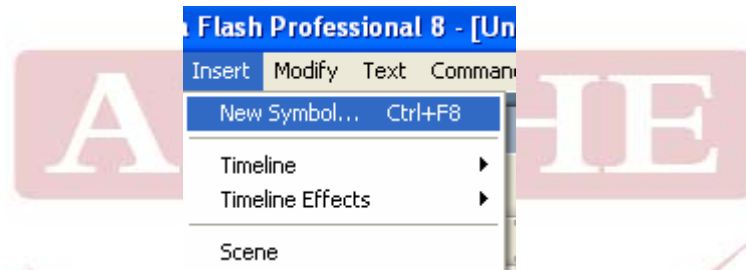 Flash Professional 8 - [Un
Insert Modify Text Comman
New Symbol... Ctrl+F8
Timeline
Timeline Effects
Scene